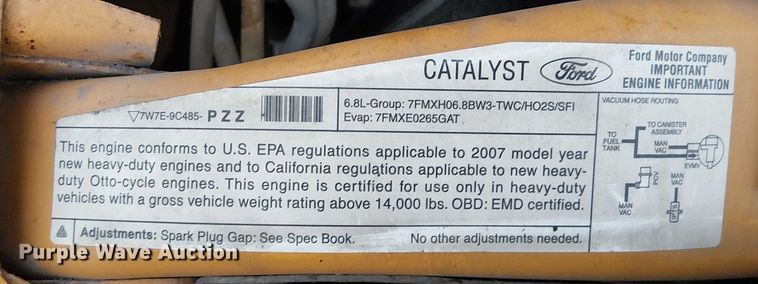 CATALYST Ford
Ford Motor Company
IMPORTANT
ENGINE INFORMATION
7W7E-9C485- PZZ
6.8L-Group: 7FMXH06.8BW3-TWC/HO2S/SFI
Evap: 7FMXE0265GAT
This engine conforms to U.S. EPA regulations applicable to 2007 model year
new heavy-duty engines and to California regulations applicable to new heavy-
duty Otto-cycle engines. This engine is certified for use only in heavy-duty
vehicles with a gross vehicle weight rating above 14,000 lbs. OBD: EMD certified.
Adjustments: Spark Plug Gap: See Spec Book. No other adjustments needed.
VACUUM HOSE ROUTING
TO CANISTER
ASSEMBLY
TO
FUEL
TANK
MAN
VAC
EVMV
PCV
MAN
VAC
MAN
VAC
Purple Wave Auction